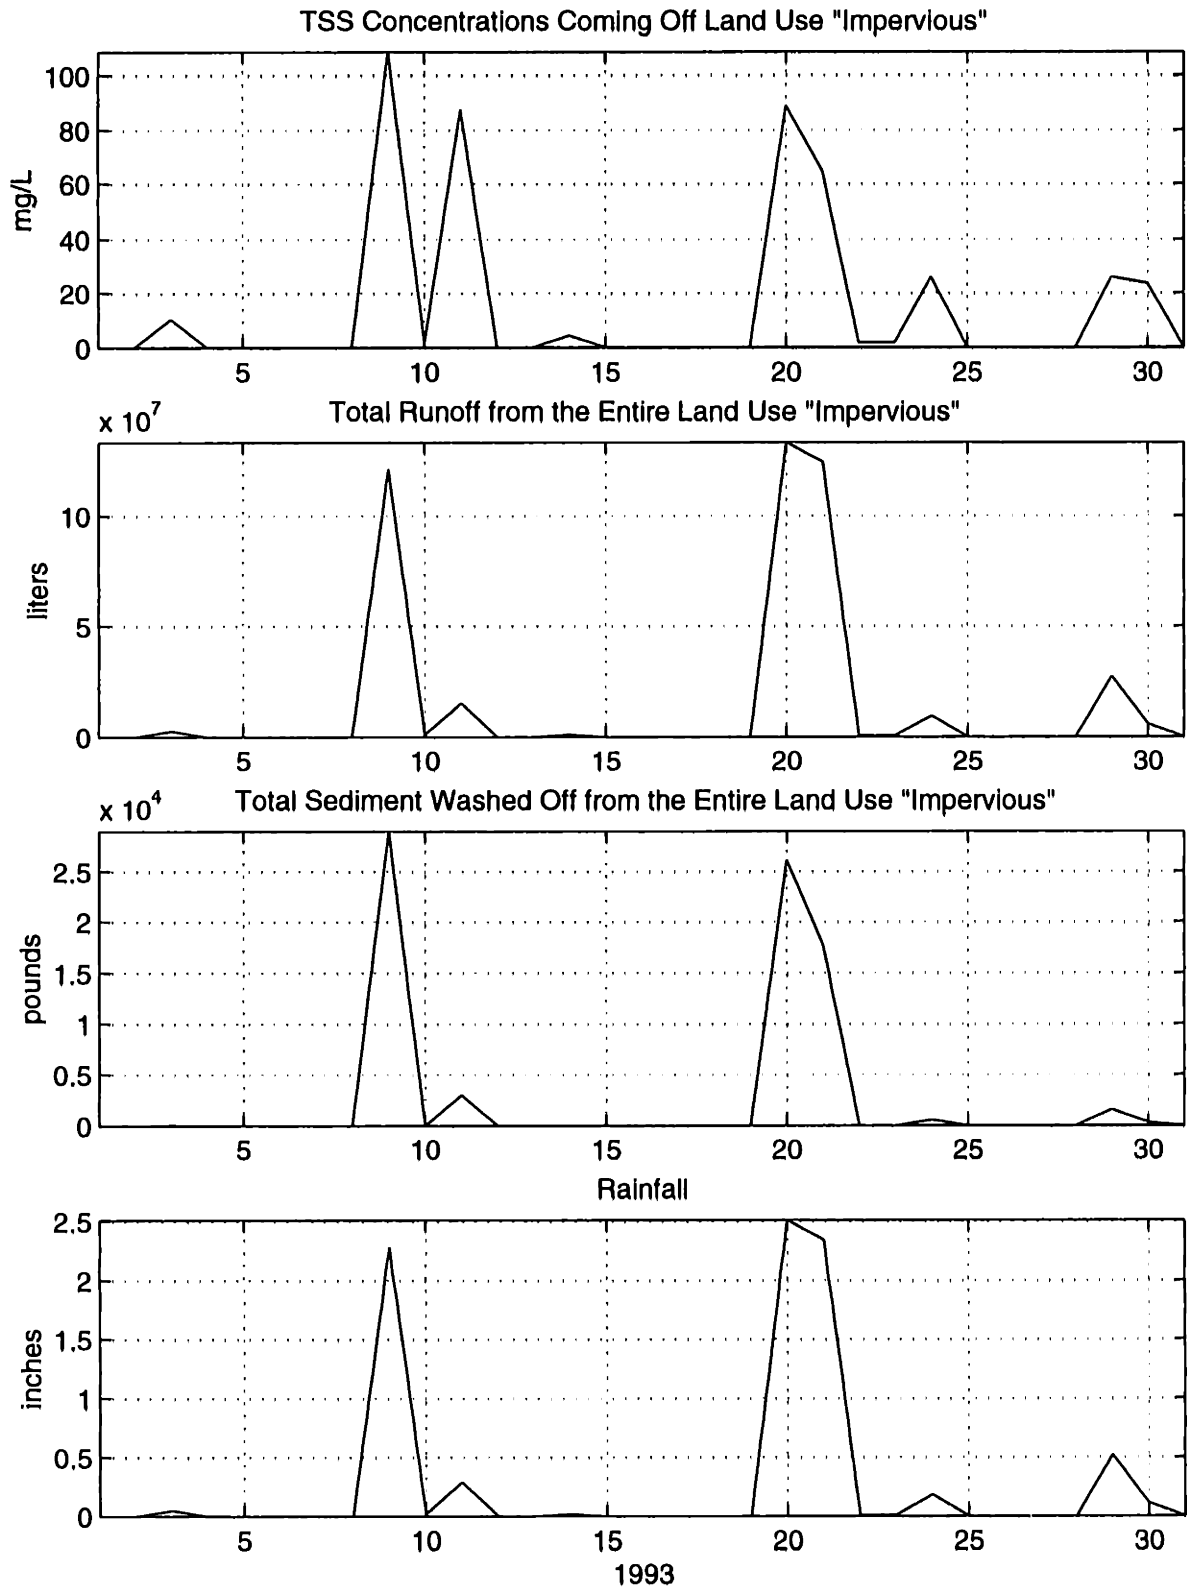 TSS Concentrations Coming Off Land Use "Impervious"
100
80
60
40
20
0
mg/L
5 10 15 20 25 30
x 10^7
Total Runoff from the Entire Land Use "Impervious"
10
5
0
liters
5 10 15 20 25 30
x 10^4
Total Sediment Washed Off from the Entire Land Use "Impervious"
2.5
2
1.5
1
0.5
0
pounds
5 10 15 20 25 30
Rainfall
2.5
2
1.5
1
0.5
0
inches
5 10 15 20 25 30
1993